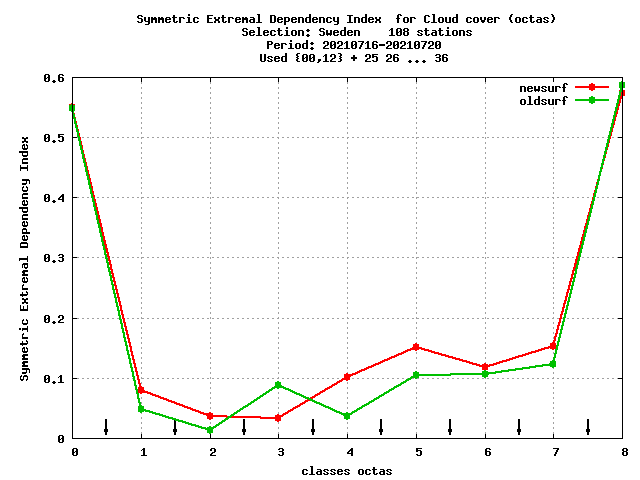 Symmetric Extremal Dependency Index  for Cloud cover (octas)
Selection: Sweden    108 stations
Period: 20210716-20210720
Used {00,12} + 25 26 ... 36
newsurf
oldsurf
0.6
0.5
0.4
0.3
0.2
0.1
0
Symmetric Extremal Dependency Index
0 1 2 3 4 5 6 7 8
classes octas